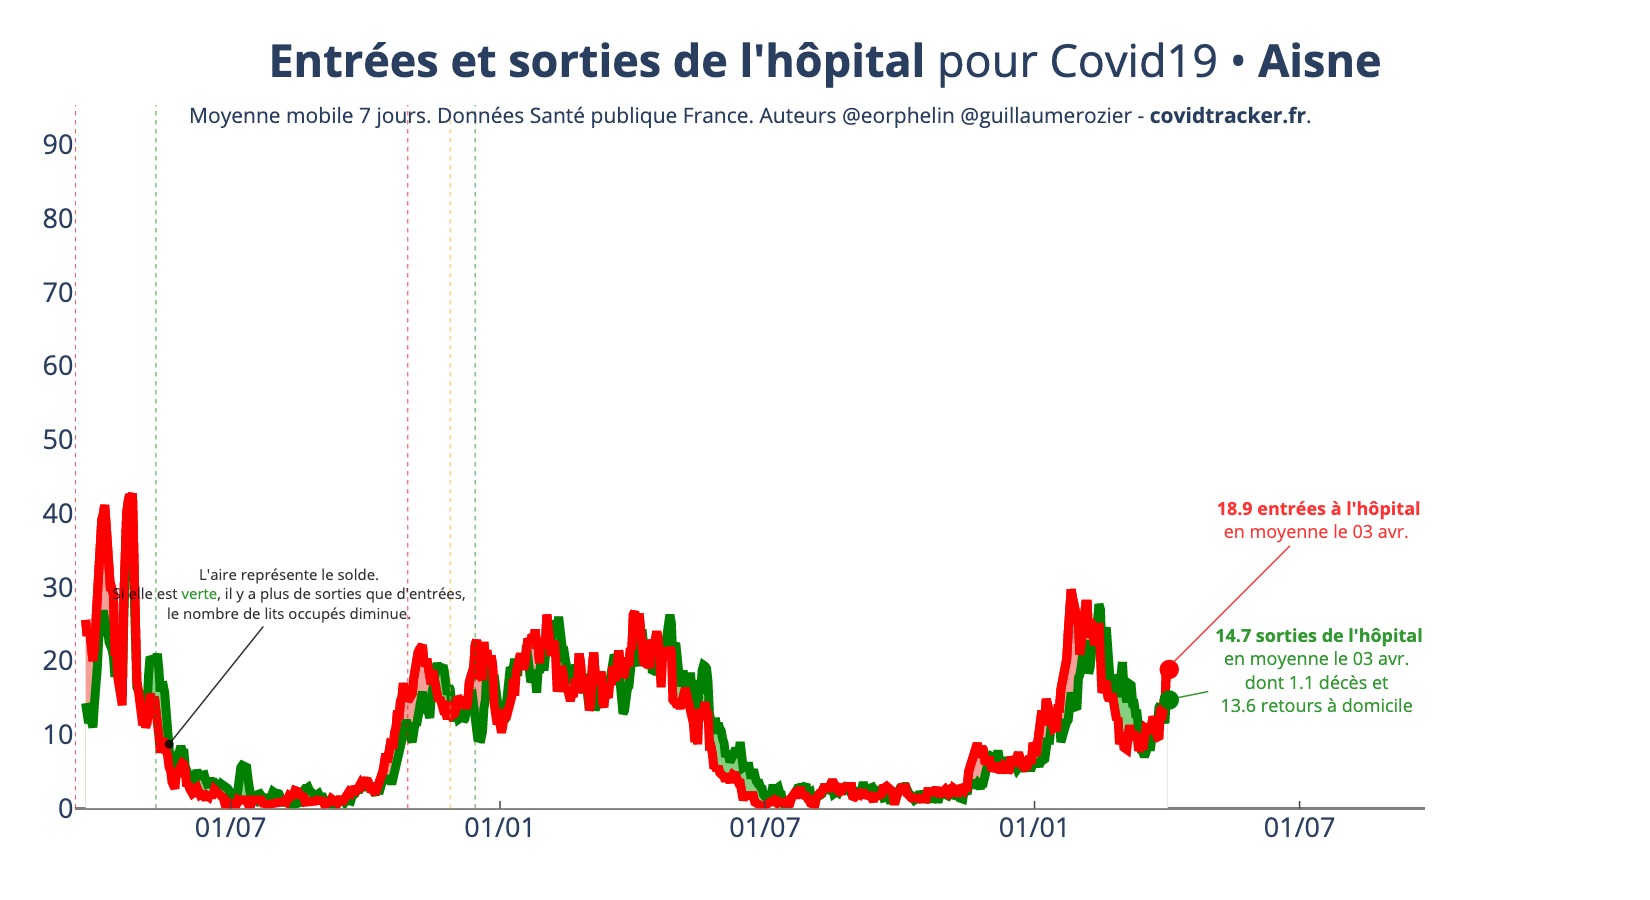 Entrées et sorties de l'hôpital pour Covid19 • Aisne
Moyenne mobile 7 jours. Données Santé publique France. Auteurs @eorphelin @guillaumerozier - covidtracker.fr.
90
80
70
60
50
40
30
20
10
0
L'aire représente le solde.
Si elle est verte, il y a plus de sorties que d'entrées,
le nombre de lits occupés diminue.
18.9 entrées à l'hôpital
en moyenne le 03 avr.
14.7 sorties de l'hôpital
en moyenne le 03 avr.
dont 1.1 décès et
13.6 retours à domicile
01/07
01/01
01/07
01/01
01/07